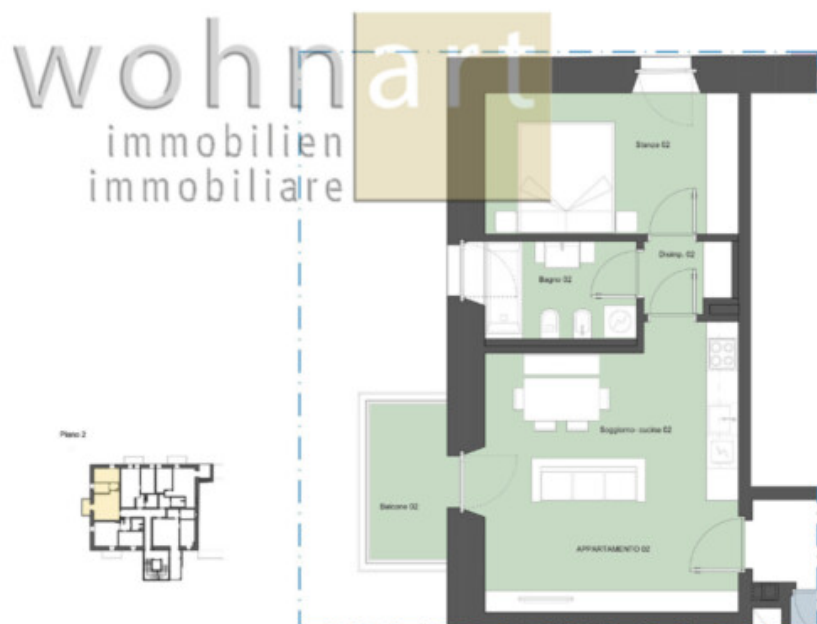 wohnart
immobilien
immobiliare
Stanza 02
Disimp. 02
Bagno 02
Piano 2
Soggiorno- cucina 02
Balcone 02
APPARTAMENTO 02